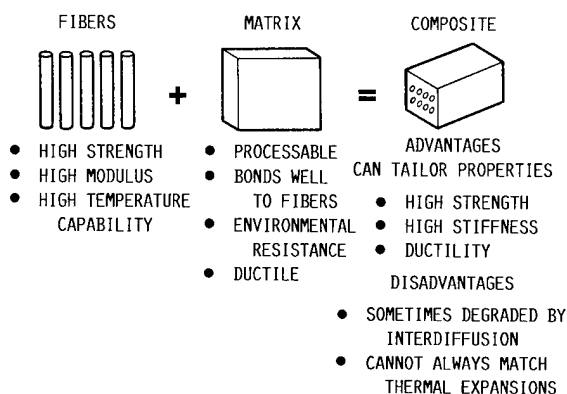 FIBERS
MATRIX
COMPOSITE
+
=
● HIGH STRENGTH
● HIGH MODULUS
● HIGH TEMPERATURE
CAPABILITY
● PROCESSABLE
● BONDS WELL
TO FIBERS
● ENVIRONMENTAL
RESISTANCE
● DUCTILE
ADVANTAGES
CAN TAILOR PROPERTIES
● HIGH STRENGTH
● HIGH STIFFNESS
● DUCTILITY
DISADVANTAGES
● SOMETIMES DEGRADED BY
INTERDIFFUSION
● CANNOT ALWAYS MATCH
THERMAL EXPANSIONS